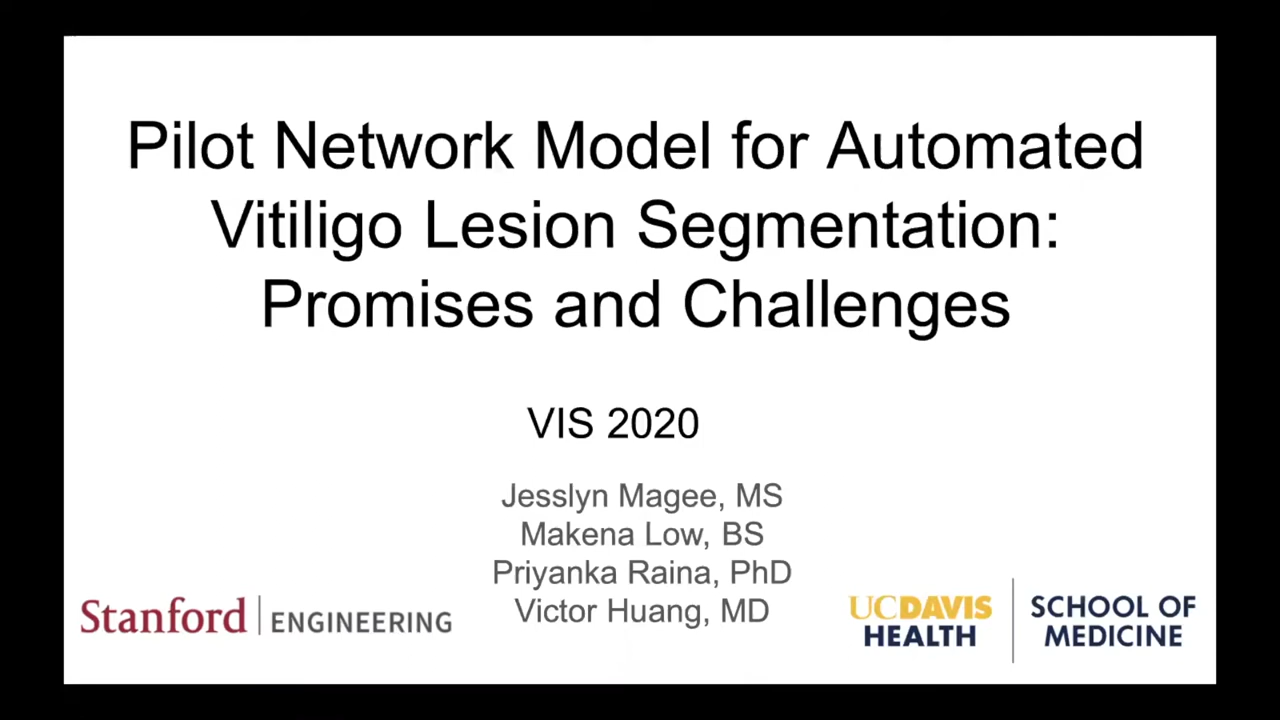 Pilot Network Model for Automated
Vitiligo Lesion Segmentation:
Promises and Challenges
VIS 2020
Jesslyn Magee, MS
Makena Low, BS
Priyanka Raina, PhD
Victor Huang, MD
Stanford | ENGINEERING
UCDAVIS
HEALTH
SCHOOL OF
MEDICINE